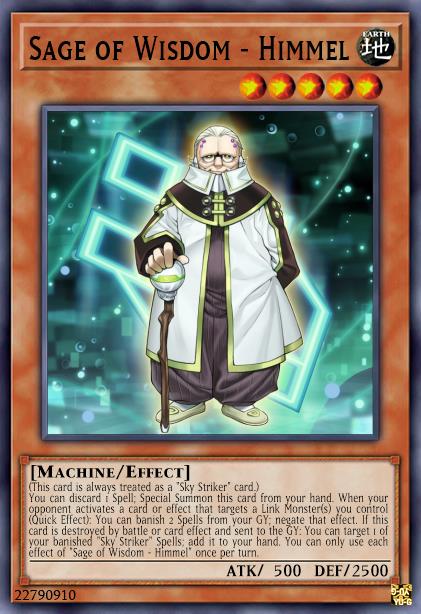 Sage of Wisdom - Himmel
EARTH
地
[Machine/Effect]
(This card is always treated as a "Sky Striker" card.)
You can discard 1 Spell; Special Summon this card from your hand. When your
opponent activates a card or effect that targets a Link Monster(s) you control
(Quick Effect): You can banish 2 Spells from your GY; negate that effect. If this
card is destroyed by battle or card effect and sent to the GY: You can target 1 of
your banished "Sky Striker" Spells; add it to your hand. You can only use each
effect of "Sage of Wisdom - Himmel" once per turn.
ATK/ 500 DEF/2500
22790910